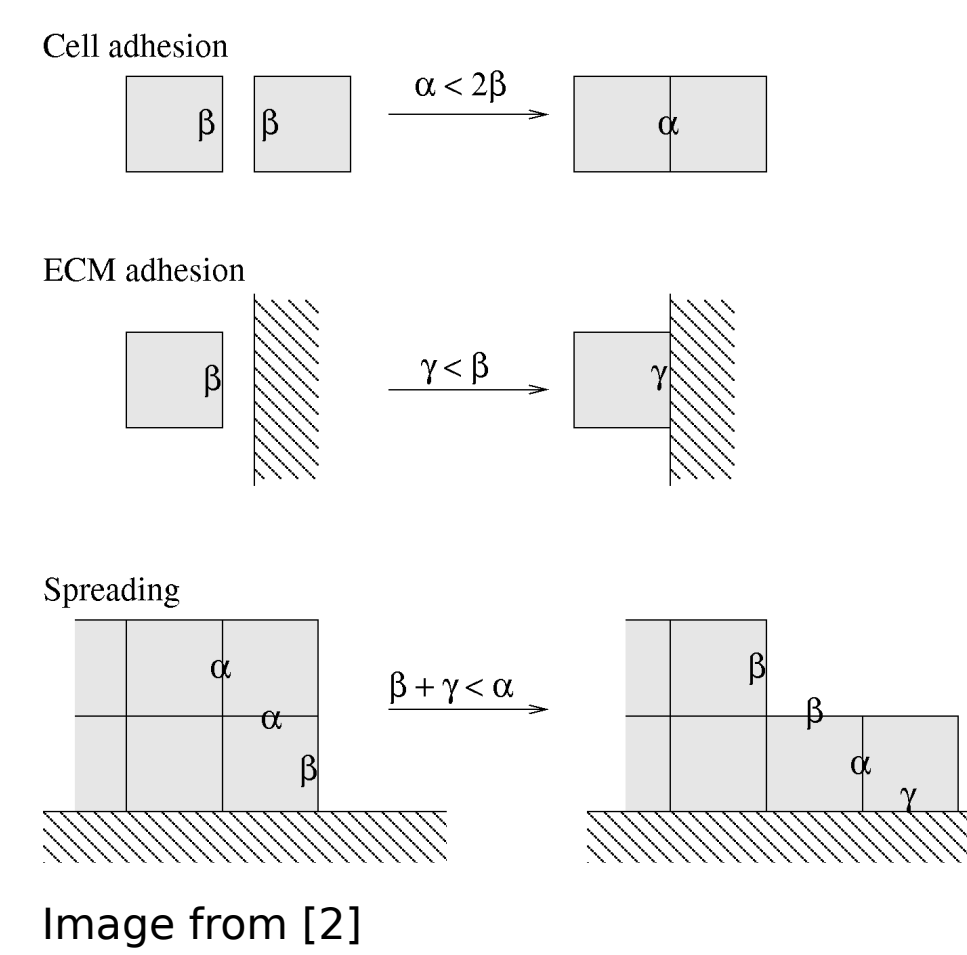 Cell adhesion
β β α < 2β α
ECM adhesion
β γ < β γ
Spreading
α β + γ < α β
α β
β α
γ
Image from [2]